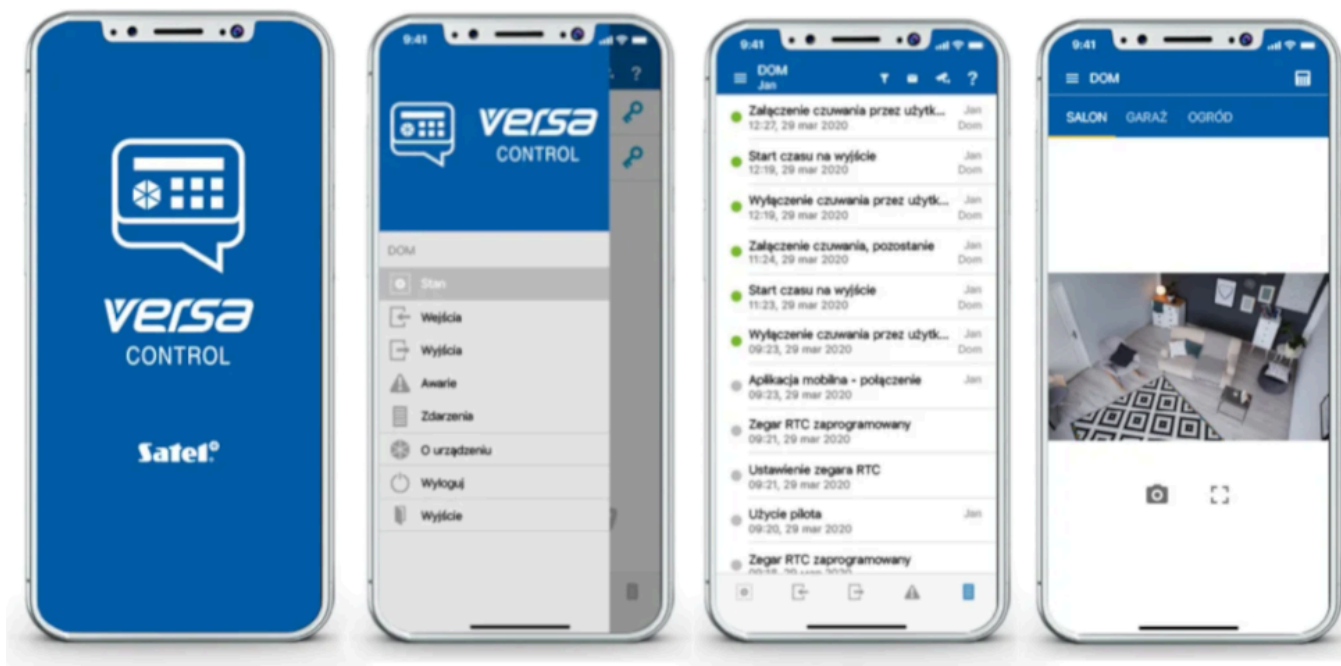 VERSA
CONTROL
Satel
9:41
VERSA
CONTROL
?
DOM
Stan
Wejścia
Wyjścia
Awarie
Zdarzenia
O urządzeniu
Wyloguj
Wyjście
9:41
DOM
Jan
?
Załączenie czuwania przez użytk... Jan
12:27, 29 mar 2020 Dom
Start czasu na wyjście Jan
12:19, 29 mar 2020 Dom
Wyłączenie czuwania przez użytk... Jan
12:19, 29 mar 2020 Dom
Załączenie czuwania, pozostanie Jan
11:24, 29 mar 2020 Dom
Start czasu na wyjście Jan
11:23, 29 mar 2020 Dom
Wyłączenie czuwania przez użytk... Jan
09:23, 29 mar 2020 Dom
Aplikacja mobilna - połączenie Jan
09:23, 29 mar 2020
Zegar RTC zaprogramowany
09:21, 29 mar 2020
Ustawienie zegara RTC
09:21, 29 mar 2020
Użycie pilota Jan
09:20, 29 mar 2020
Zegar RTC zaprogramowany
9:41
DOM
SALON GARAŻ OGRÓD